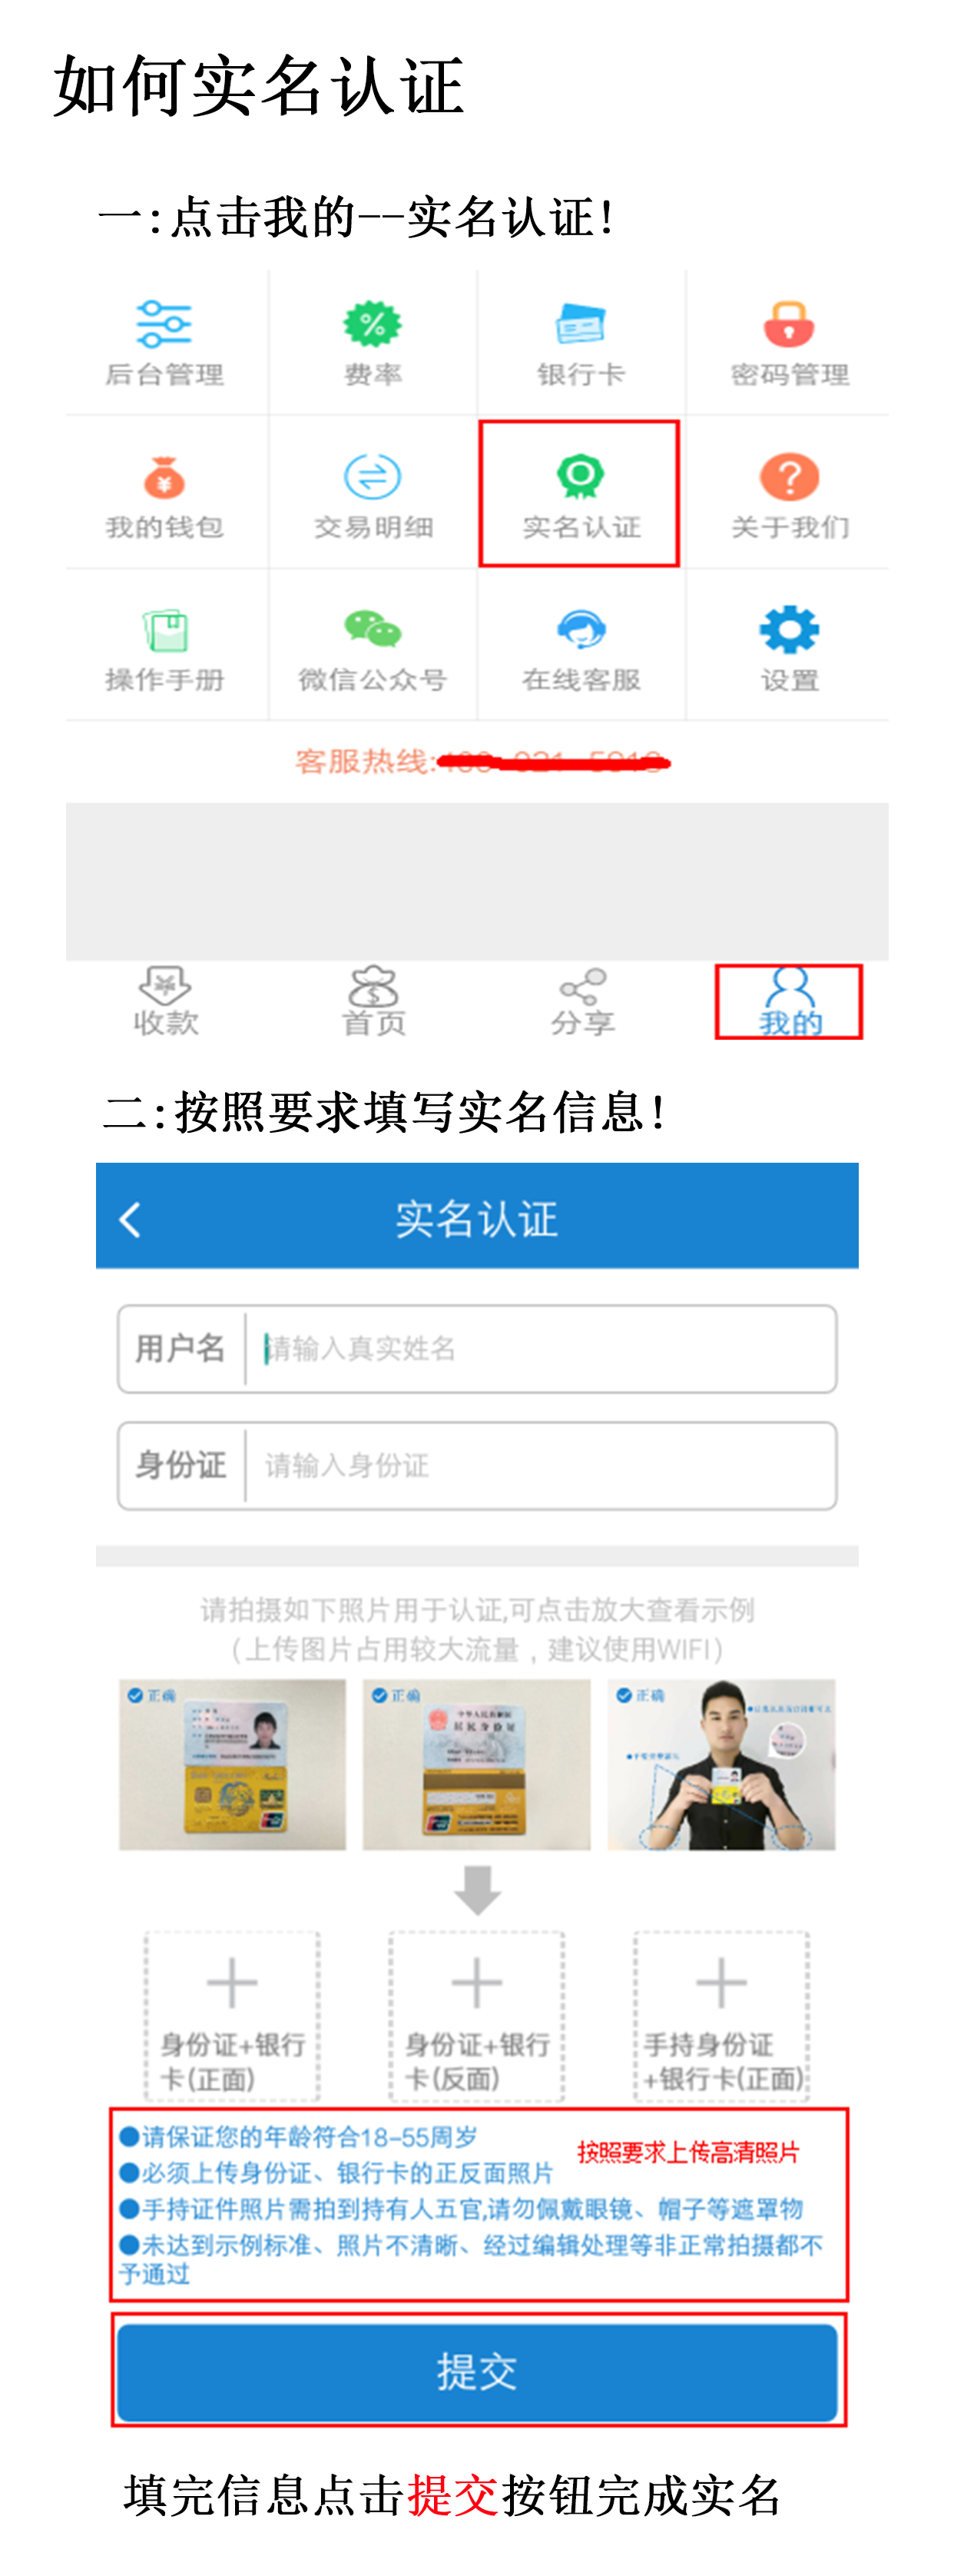 如何实名认证
一:点击我的--实名认证!
后台管理 费率 银行卡 密码管理
我的钱包 交易明细 实名认证 关于我们
操作手册 微信公众号 在线客服 设置
客服热线:
收款 首页 分享 我的
二:按照要求填写实名信息!
实名认证
用户名 请输入真实姓名
身份证 请输入身份证
请拍摄如下照片用于认证,可点击放大查看示例
(上传图片占用较大流量，建议使用WIFI)
正确 正确 正确
中华人民共和国
居民身份证
身份证+银行
卡(正面)
身份证+银行
卡(反面)
手持身份证
+银行卡(正面)
●请保证您的年龄符合18-55周岁
按照要求上传高清照片
●必须上传身份证、银行卡的正反面照片
●手持证件照片需拍到持有人五官,请勿佩戴眼镜、帽子等遮罩物
●未达到示例标准、照片不清晰、经过编辑处理等非正常拍摄都不
予通过
提交
填完信息点击提交按钮完成实名